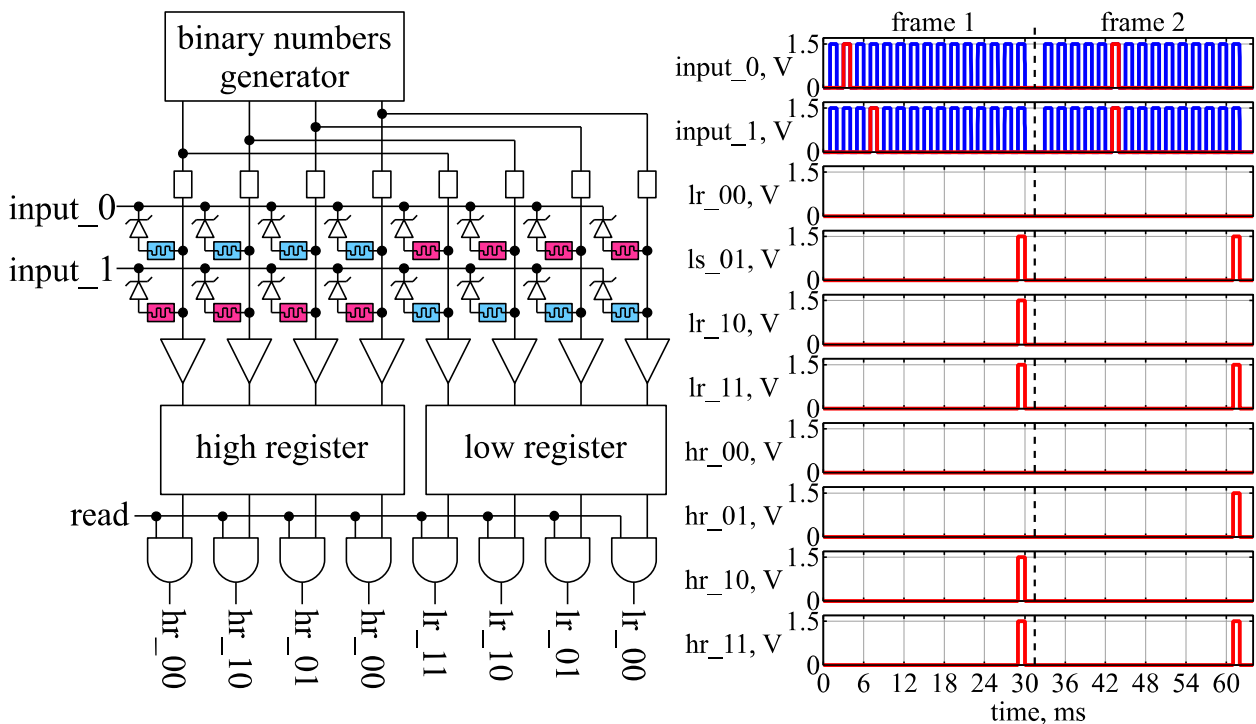 binary numbers
generator
input_0
input_1
high register
low register
read
hr_00
hr_10
hr_01
hr_00
lr_11
lr_10
lr_01
lr_00
frame 1
frame 2
input_0, V
1.5
0
input_1, V
1.5
0
lr_00, V
1.5
0
ls_01, V
1.5
0
lr_10, V
1.5
0
lr_11, V
1.5
0
hr_00, V
1.5
0
hr_01, V
1.5
0
hr_10, V
1.5
0
hr_11, V
1.5
0
0 6 12 18 24 30 36 42 48 54 60
time, ms